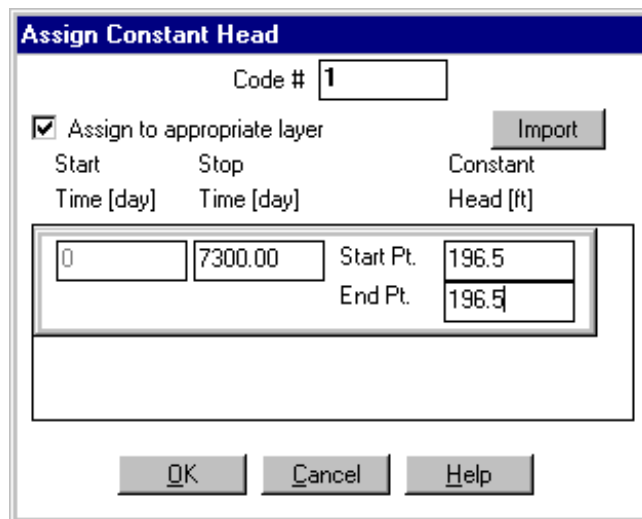 Assign Constant Head
Code # 1
Assign to appropriate layer Import
Start Stop Constant
Time [day] Time [day] Head [ft]
0 7300.00 Start Pt. 196.5
End Pt. 196.5
OK Cancel Help